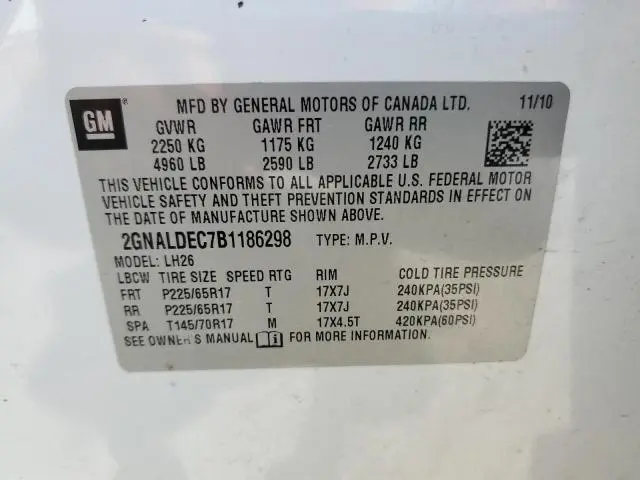 GM
MFD BY GENERAL MOTORS OF CANADA LTD. 11/10
GVWR GAWR FRT GAWR RR
2250 KG 1175 KG 1240 KG
4960 LB 2590 LB 2733 LB
THIS VEHICLE CONFORMS TO ALL APPLICABLE U.S. FEDERAL MOTOR
VEHICLE SAFETY AND THEFT PREVENTION STANDARDS IN EFFECT ON
THE DATE OF MANUFACTURE SHOWN ABOVE.
2GNALDEC7B1186298 TYPE: M.P.V.
MODEL: LH26
LBCW TIRE SIZE SPEED RTG RIM COLD TIRE PRESSURE
FRT P225/65R17 T 17X7J 240KPA(35PSI)
RR P225/65R17 T 17X7J 240KPA(35PSI)
SPA T145/70R17 M 17X4.5T 420KPA(60PSI)
SEE OWNER'S MANUAL i FOR MORE INFORMATION.